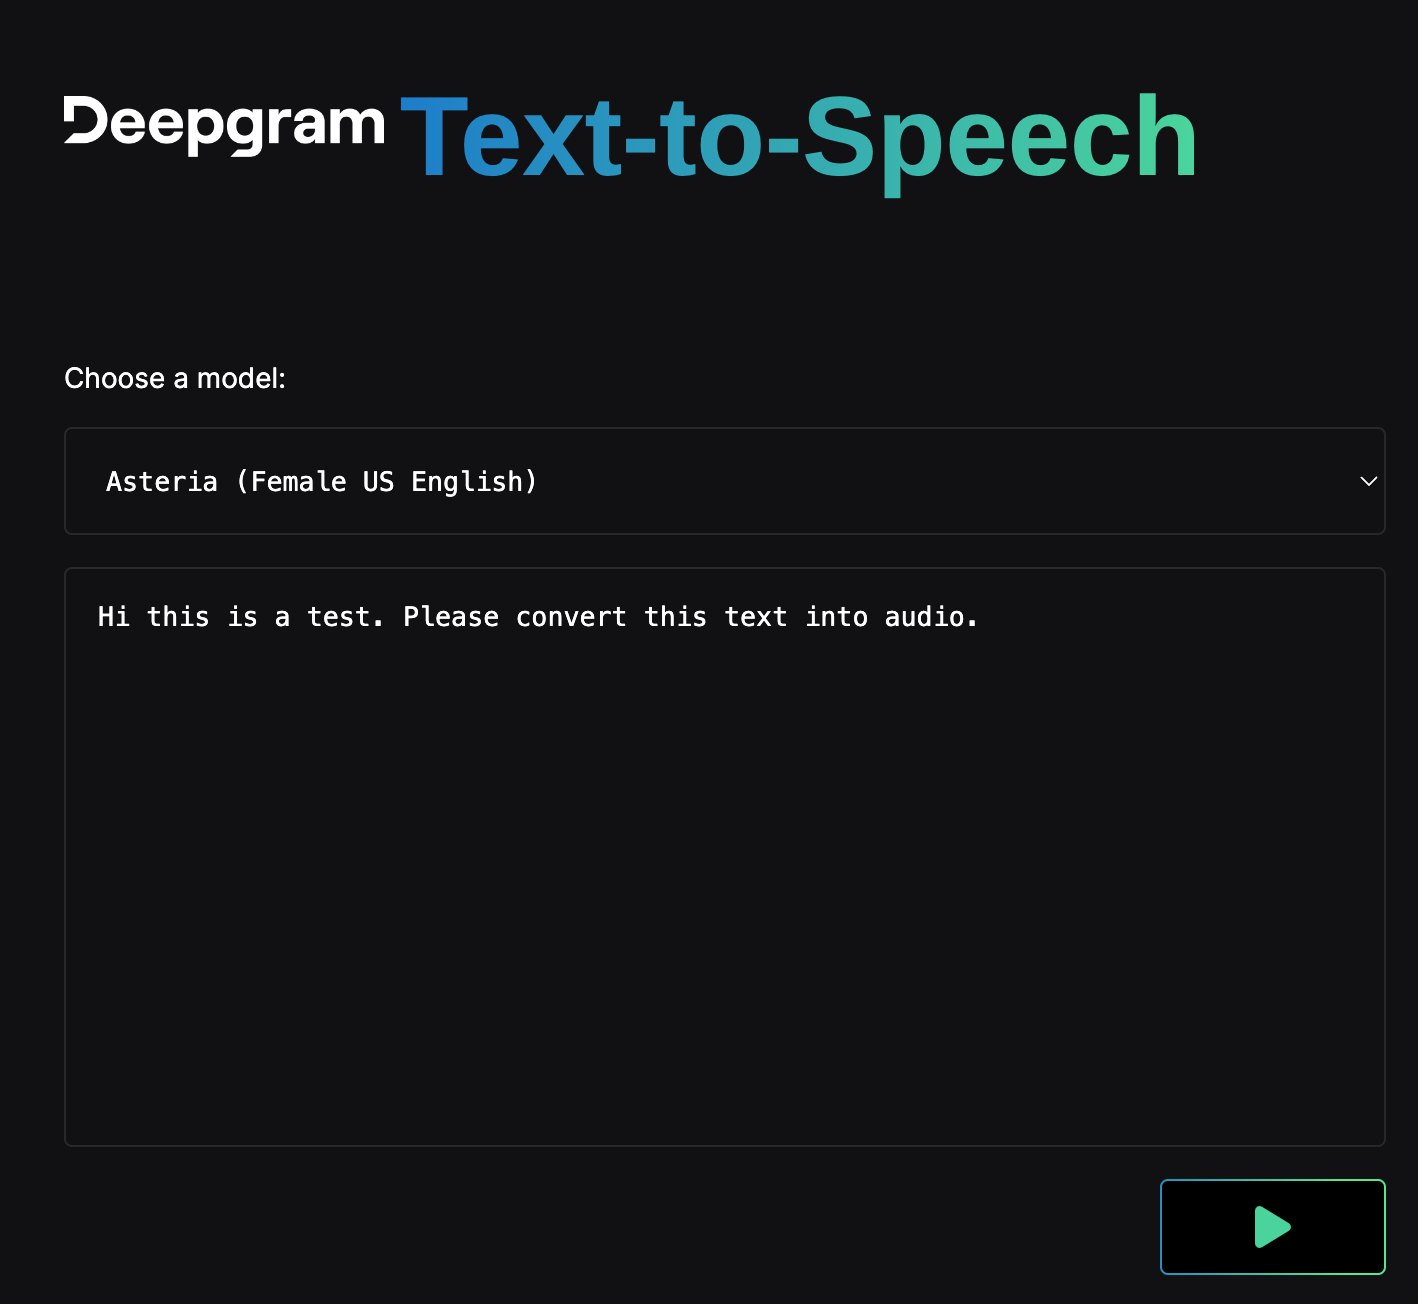 Deepgram Text-to-Speech
Choose a model:
Asteria (Female US English)
Hi this is a test. Please convert this text into audio.